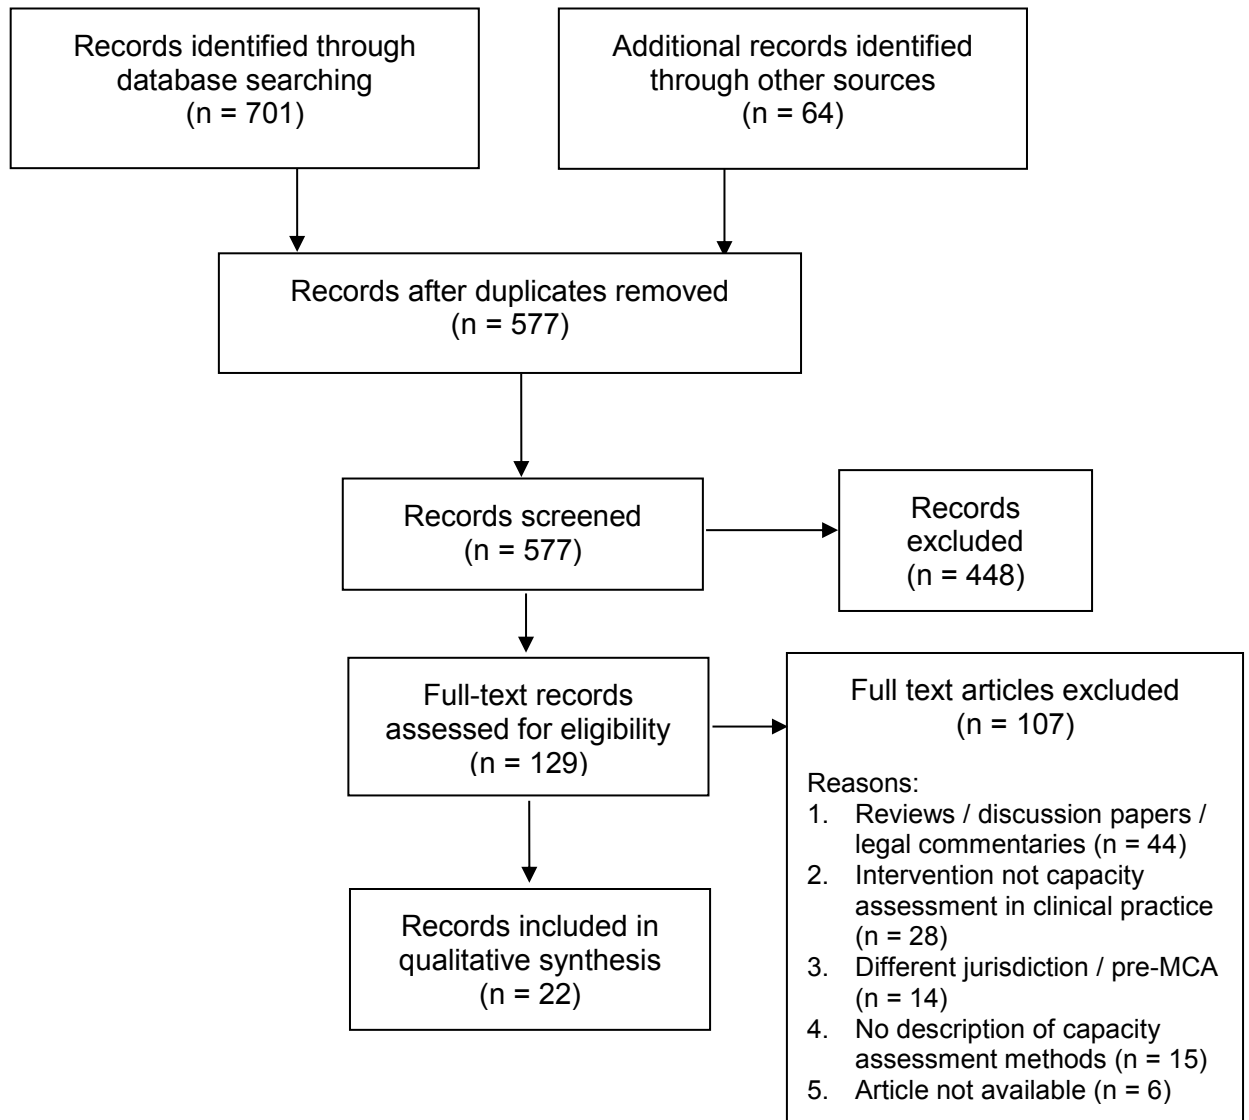 Records identified through
database searching
(n = 701)
Additional records identified
through other sources
(n = 64)
Records after duplicates removed
(n = 577)
Records screened
(n = 577)
Records
excluded
(n = 448)
Full-text records
assessed for eligibility
(n = 129)
Full text articles excluded
(n = 107)
Reasons:
1. Reviews / discussion papers /
legal commentaries (n = 44)
2. Intervention not capacity
assessment in clinical practice
(n = 28)
3. Different jurisdiction / pre-MCA
(n = 14)
4. No description of capacity
assessment methods (n = 15)
5. Article not available (n = 6)
Records included in
qualitative synthesis
(n = 22)